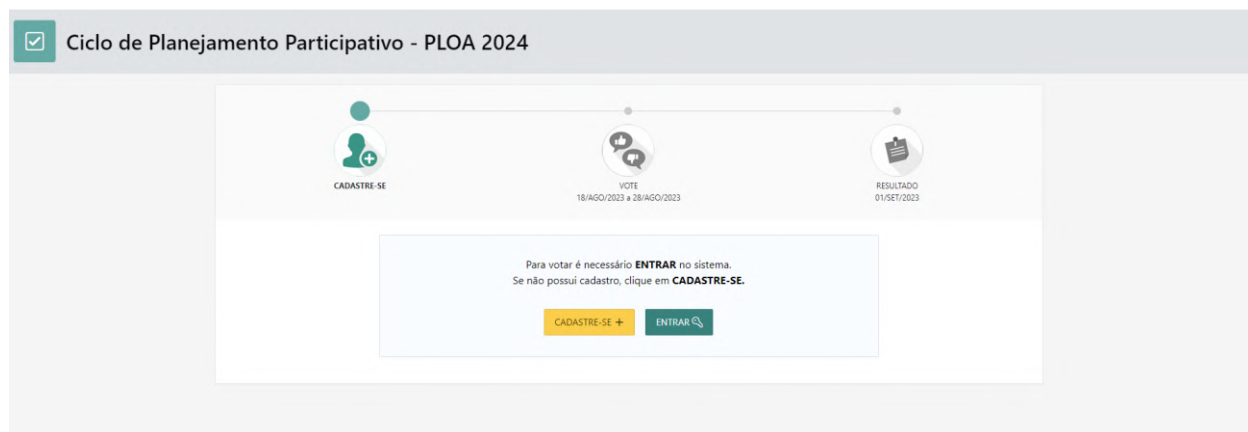 Ciclo de Planejamento Participativo - PLOA 2024
CADASTRE-SE
VOTE
18/AGO/2023 a 28/AGO/2023
RESULTADO
01/SET/2023
Para votar é necessário ENTRAR no sistema.
Se não possui cadastro, clique em CADASTRE-SE.
CADASTRE-SE +
ENTRAR